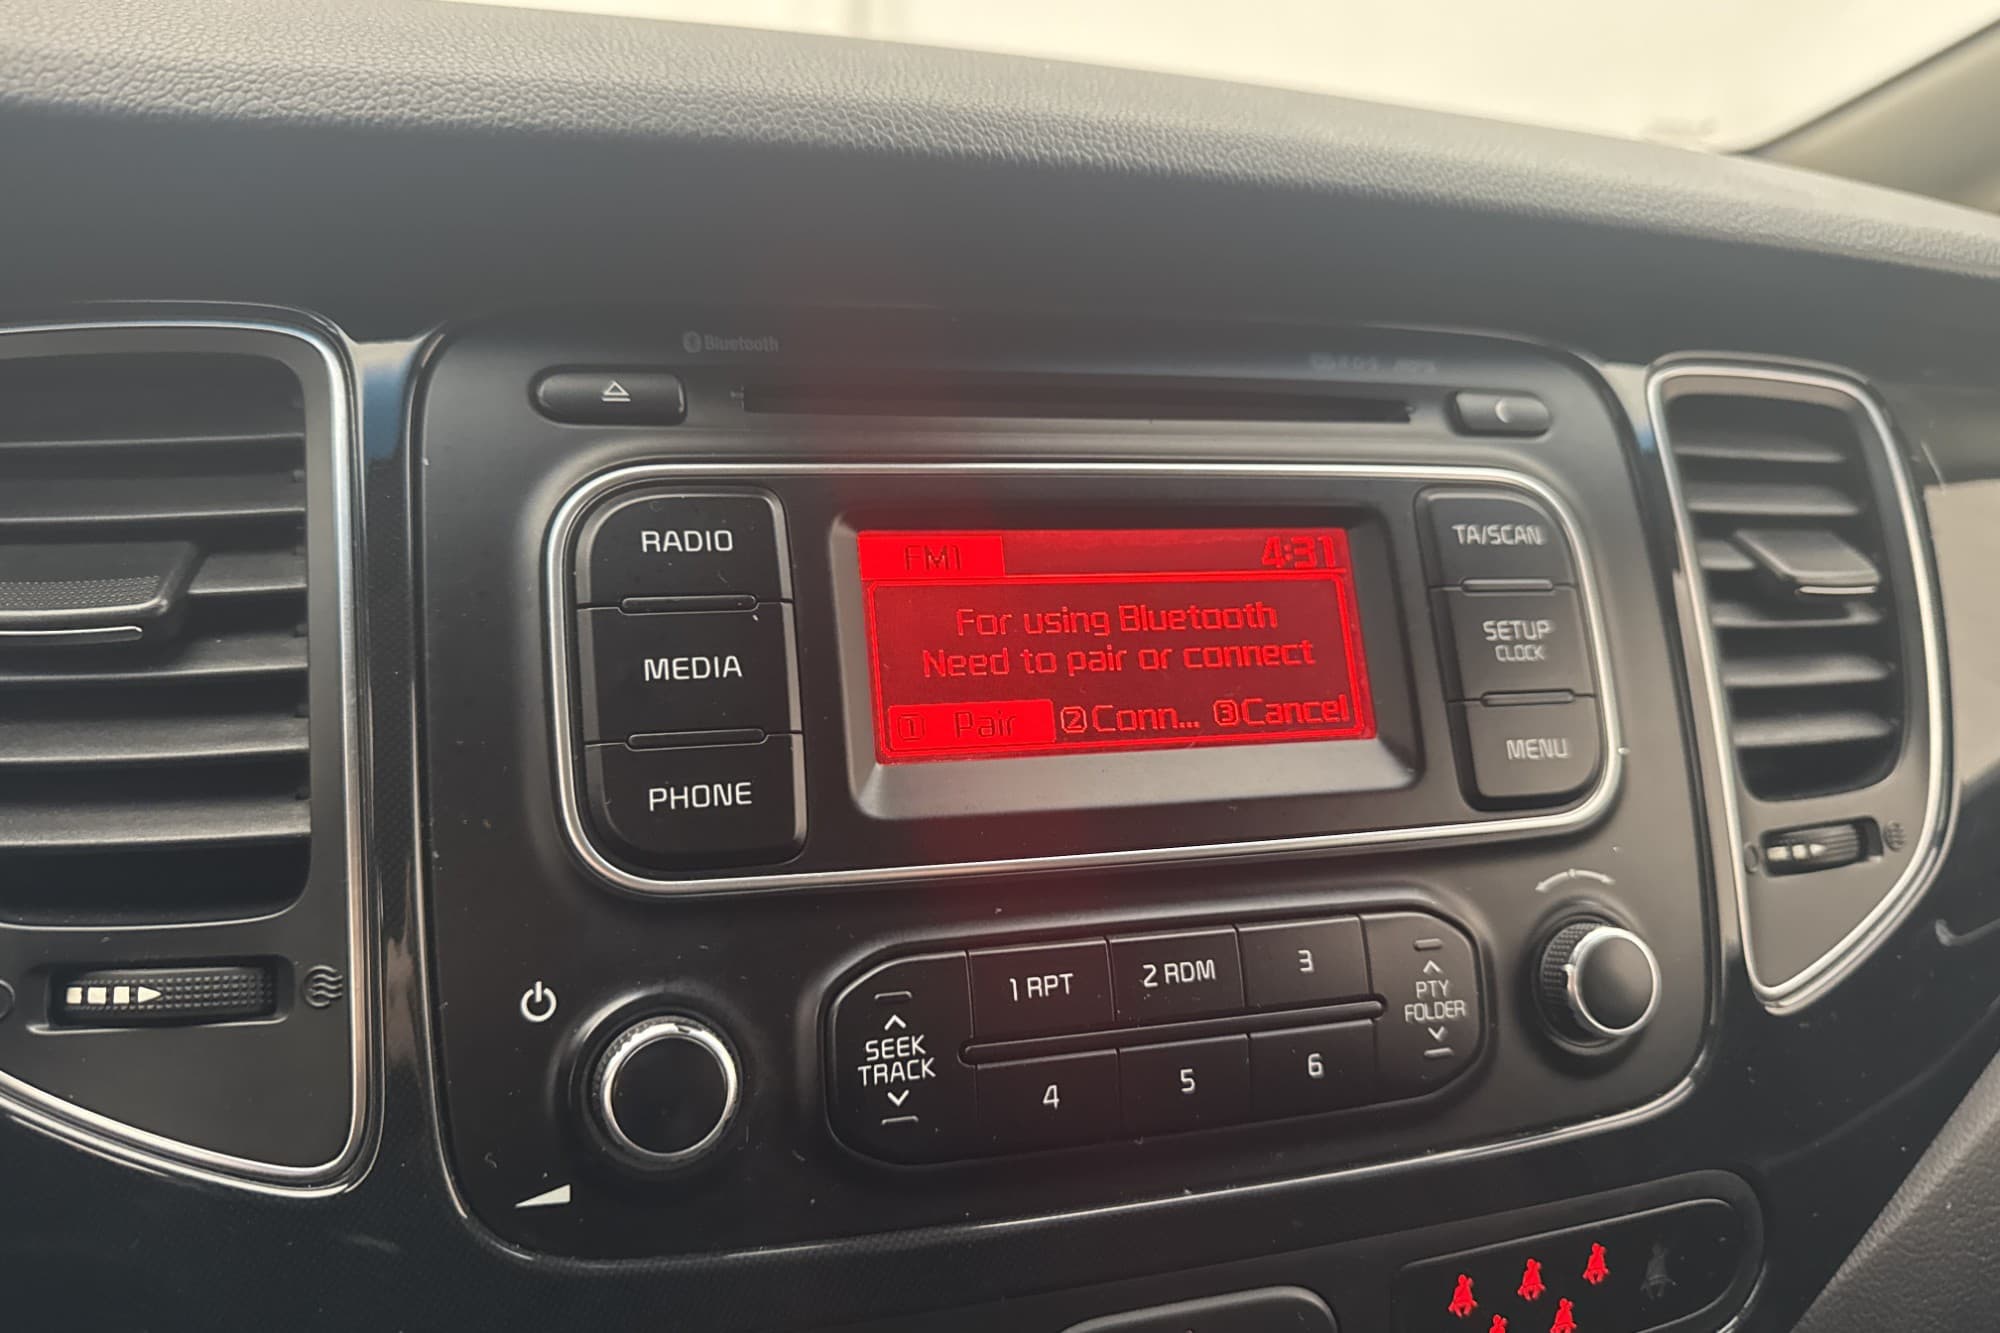 Bluetooth
RADIO
MEDIA
PHONE
FM1 4:31
For using Bluetooth
Need to pair or connect
1 Pair 2 Conn... 3 Cancel
TA/SCAN
SETUP
CLOCK
MENU
SEEK
TRACK
1 RPT
2 RDM
3
4
5
6
PTY
FOLDER